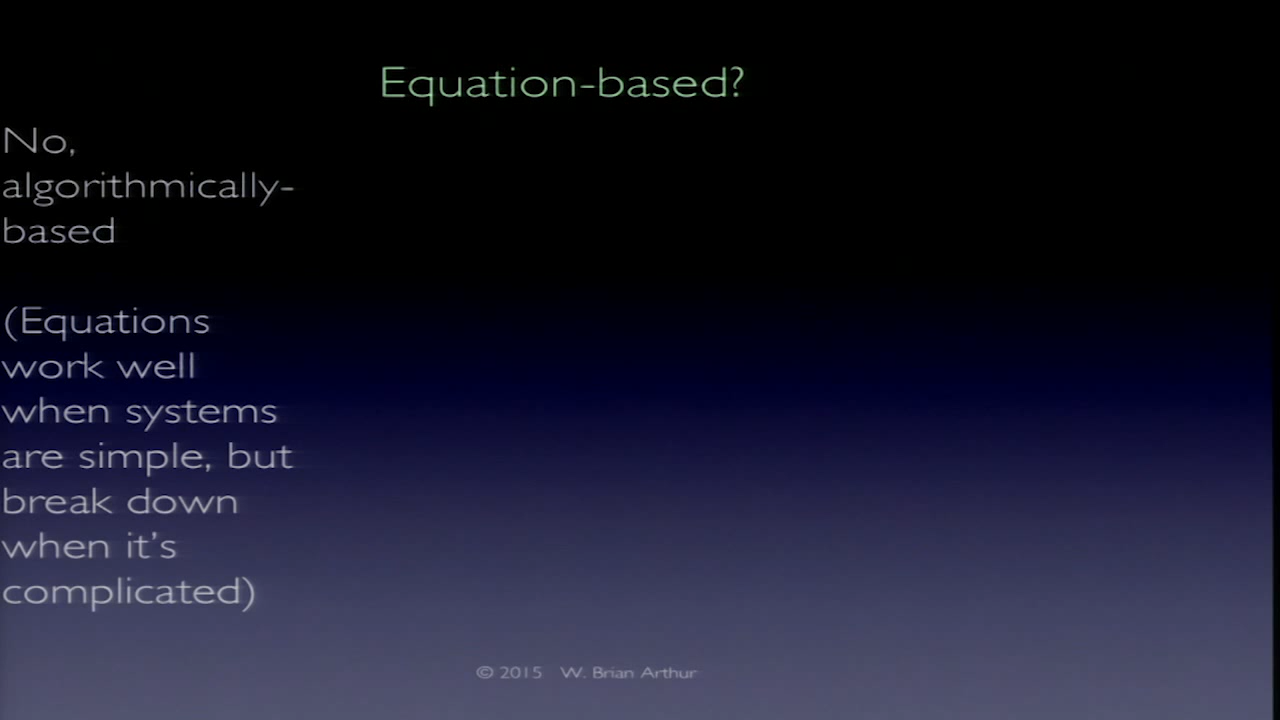 Equation-based?
No,
algorithmically-
based
(Equations
work well
when systems
are simple, but
break down
when it's
complicated)
© 2015 W. Brian Arthur